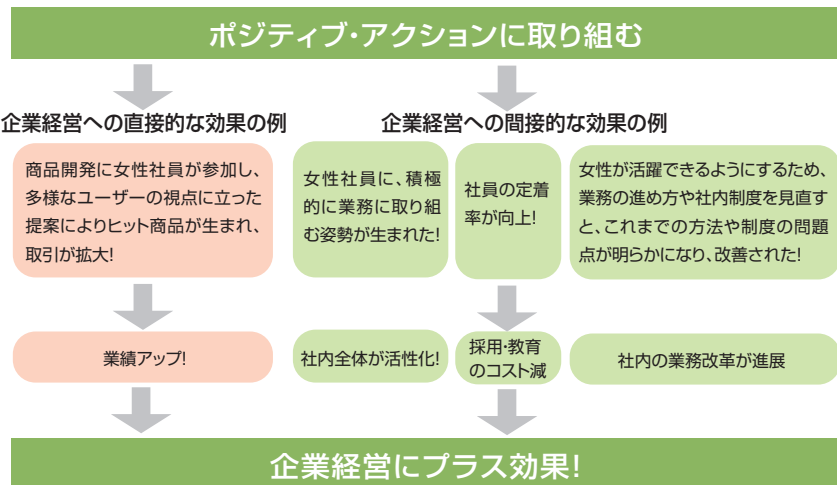 ポジティブ・アクションに取り組む
企業経営への直接的な効果の例
商品開発に女性社員が参加し、
多様なユーザーの視点に立った
提案によりヒット商品が生まれ、
取引が拡大!
業績アップ!
企業経営への間接的な効果の例
女性社員に、積極
的に業務に取り組
む姿勢が生まれた!
社内全体が活性化!
社員の定着
率が向上!
採用・教育
のコスト減
女性が活躍できるようにするため、
業務の進め方や社内制度を見直す
と、これまでの方法や制度の問題
点が明らかになり、改善された!
社内の業務改革が進展
企業経営にプラス効果!